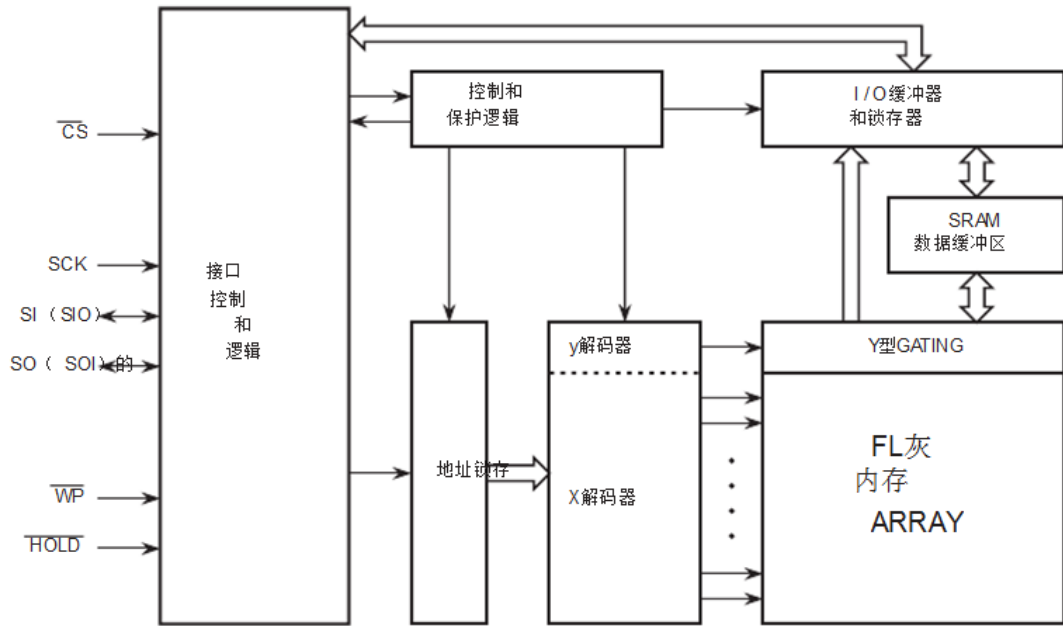 控制和
保护逻辑
I/O缓冲器
和锁存器
CS
SRAM
数据缓冲区
SCK
接口
控制
和
逻辑
SI（SIO）
SO（ SOI）的
y解码器
Y型GATING
地址锁存
X解码器
FL灰
内存
ARRAY
WP
HOLD